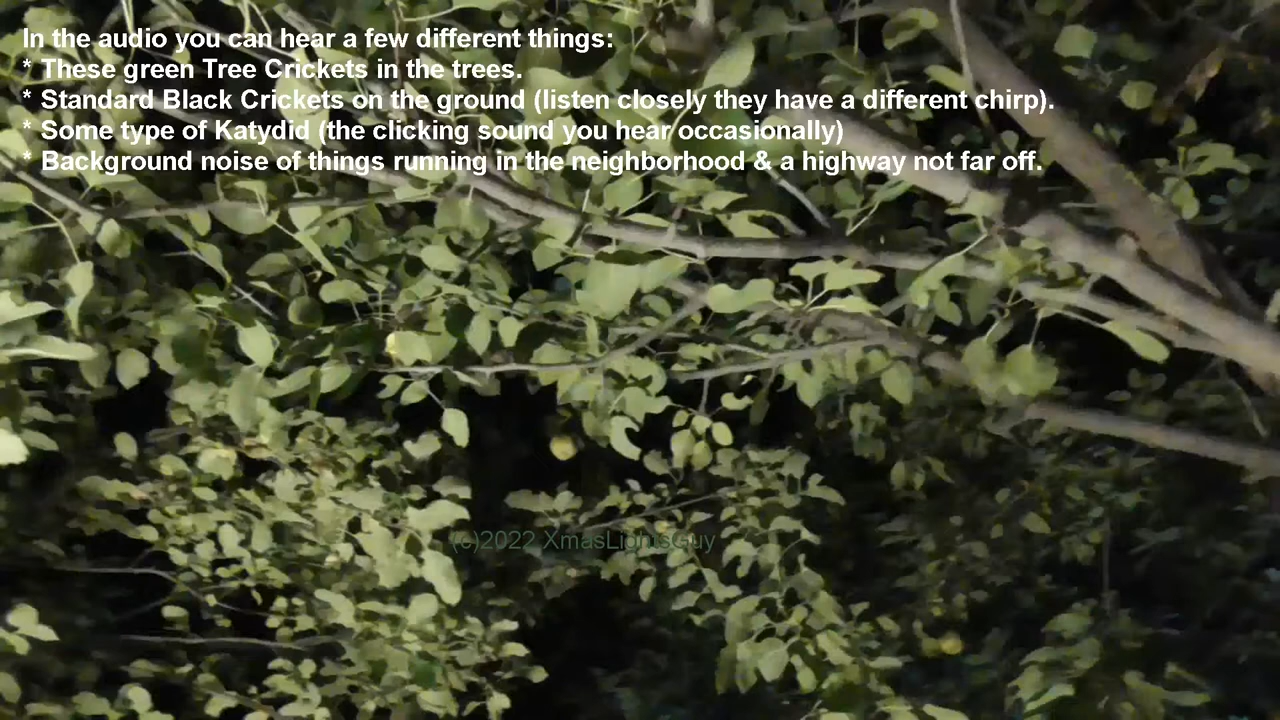 In the audio you can hear a few different things:
* These green Tree Crickets in the trees.
* Standard Black Crickets on the ground (listen closely they have a different chirp).
* Some type of Katydid (the clicking sound you hear occasionally)
* Background noise of things running in the neighborhood & a highway not far off.
(c)2022 XmasLightsGuy